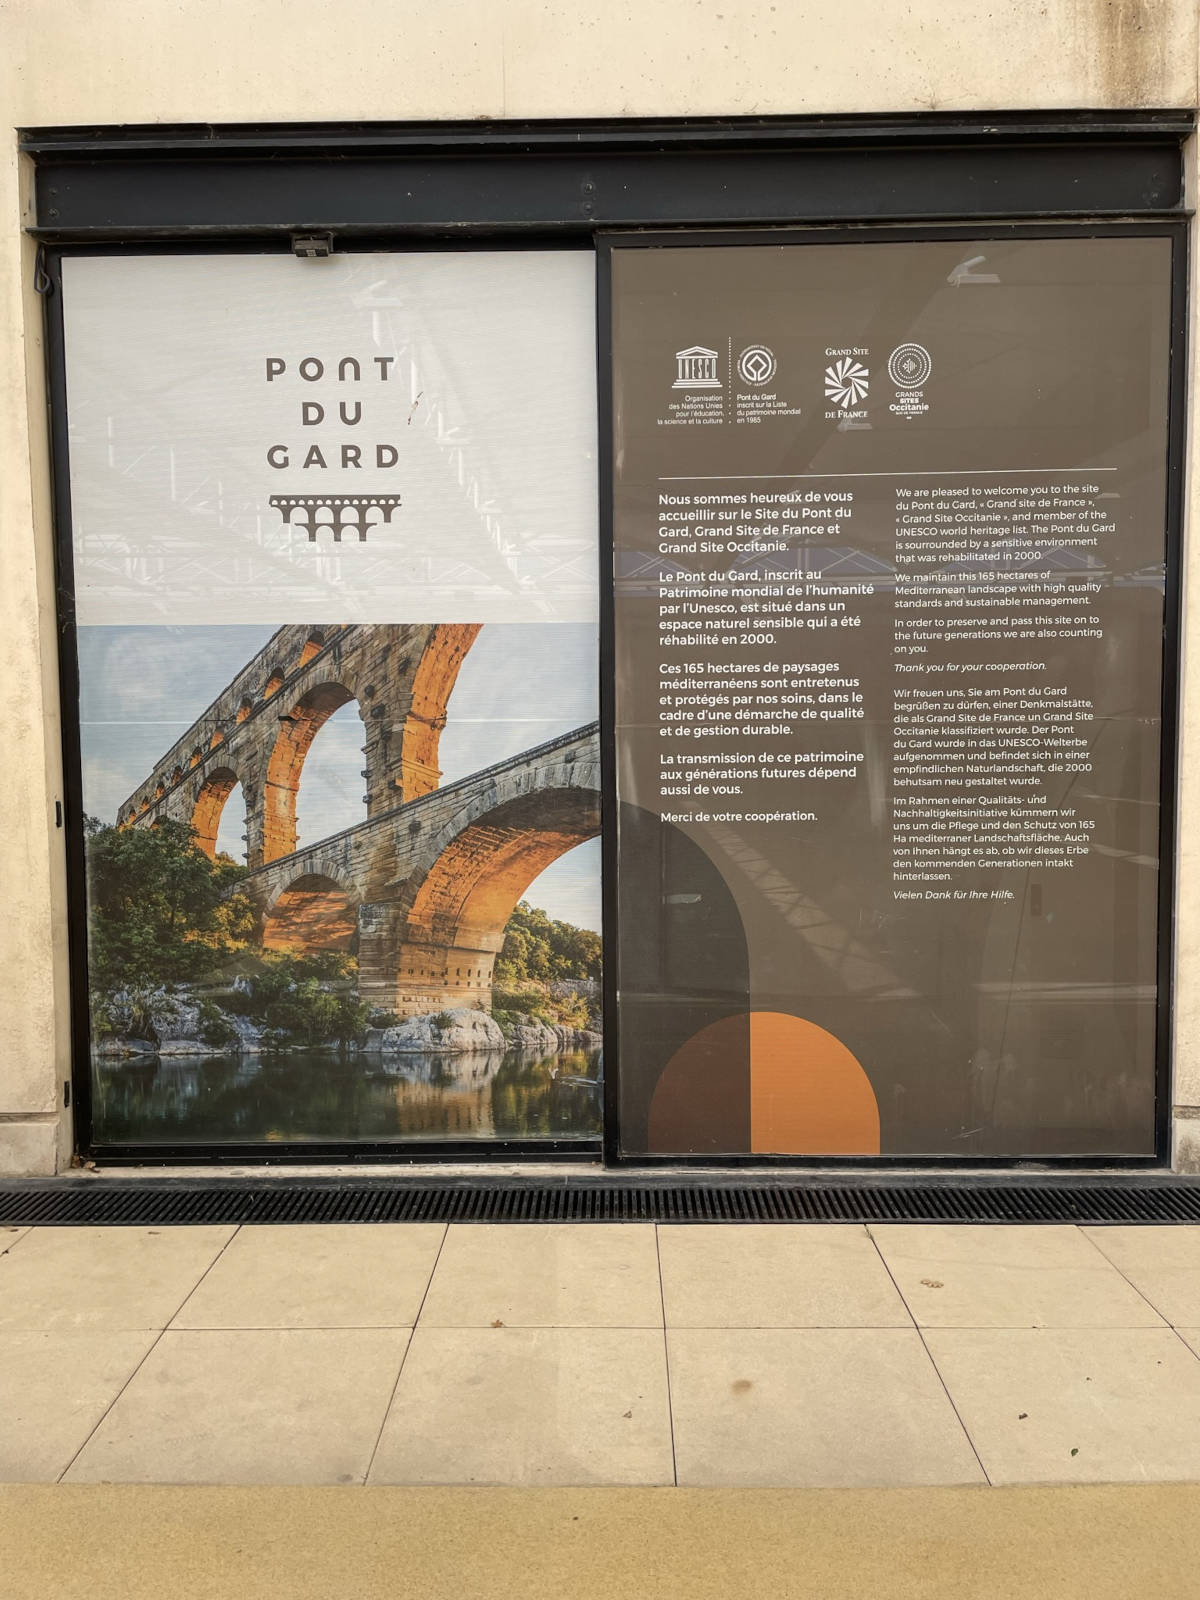 PONT
DU
GARD
UNESCO
Organisation
des Nations Unies
pour l'éducation,
la science et la culture
Pont du Gard
inscrit sur la Liste
du patrimoine mondial
en 1985
GRAND SITE
DE FRANCE
GRANDS
SITES
Occitanie
Nous sommes heureux de vous
accueillir sur le Site du Pont du
Gard, Grand Site de France et
Grand Site Occitanie.
Le Pont du Gard, inscrit au
Patrimoine mondial de l'humanité
par l'Unesco, est situé dans un
espace naturel sensible qui a été
réhabilité en 2000.
Ces 165 hectares de paysages
méditerranéens sont entretenus
et protégés par nos soins, dans le
cadre d'une démarche de qualité
et de gestion durable.
La transmission de ce patrimoine
aux générations futures dépend
aussi de vous.
Merci de votre coopération.
We are pleased to welcome you to the site
du Pont du Gard, « Grand site de France »,
« Grand Site Occitanie », and member of the
UNESCO world heritage list. The Pont du Gard
is sourrounded by a sensitive environment
that was rehabilitated in 2000.
We maintain this 165 hectares of
Mediterranean landscape with high quality
standards and sustainable management.
In order to preserve and pass this site on to
the future generations we are also counting
on you.
Thank you for your cooperation.
Wir freuen uns, Sie am Pont du Gard
begrüßen zu dürfen, einer Denkmalstätte,
die als Grand Site de France un Grand Site
Occitanie klassifiziert wurde. Der Pont
du Gard wurde in das UNESCO-Welterbe
aufgenommen und befindet sich in einer
empfindlichen Naturlandschaft, die 2000
behutsam neu gestaltet wurde.
Im Rahmen einer Qualitäts- und
Nachhaltigkeitsinitiative kümmern wir
uns um die Pflege und den Schutz von 165
Ha mediterraner Landschaftsfläche. Auch
von Ihnen hängt es ab, ob wir dieses Erbe
den kommenden Generationen intakt
hinterlassen.
Vielen Dank für Ihre Hilfe.